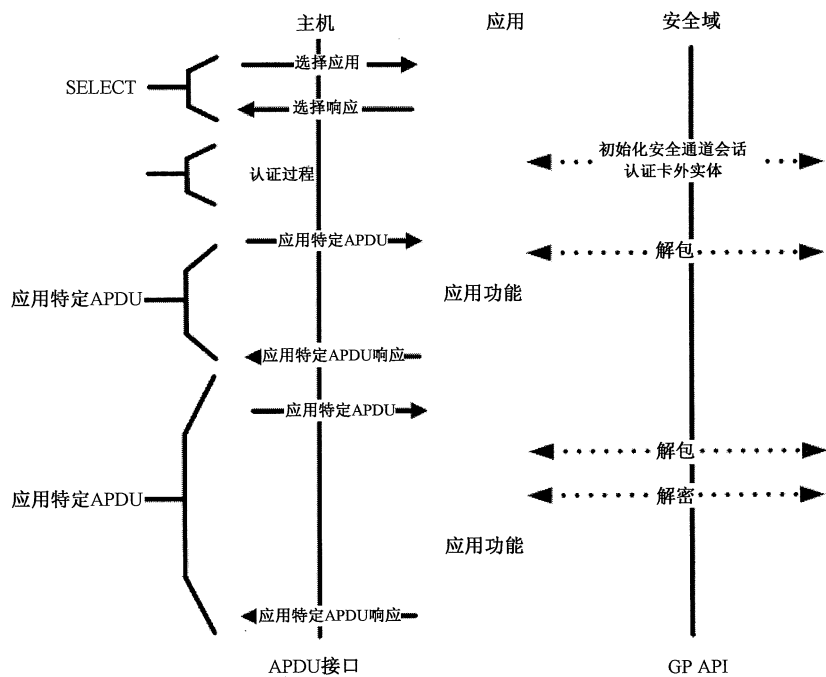 主机
应用
安全域
选择应用
SELECT
选择响应
初始化安全通道会话
认证过程
认证卡外实体
应用特定APDU
解包
应用特定APDU
应用功能
应用特定APDU响应
应用特定APDU
解包
应用特定APDU
解密
应用功能
应用特定APDU响应
APDU接口
GP API